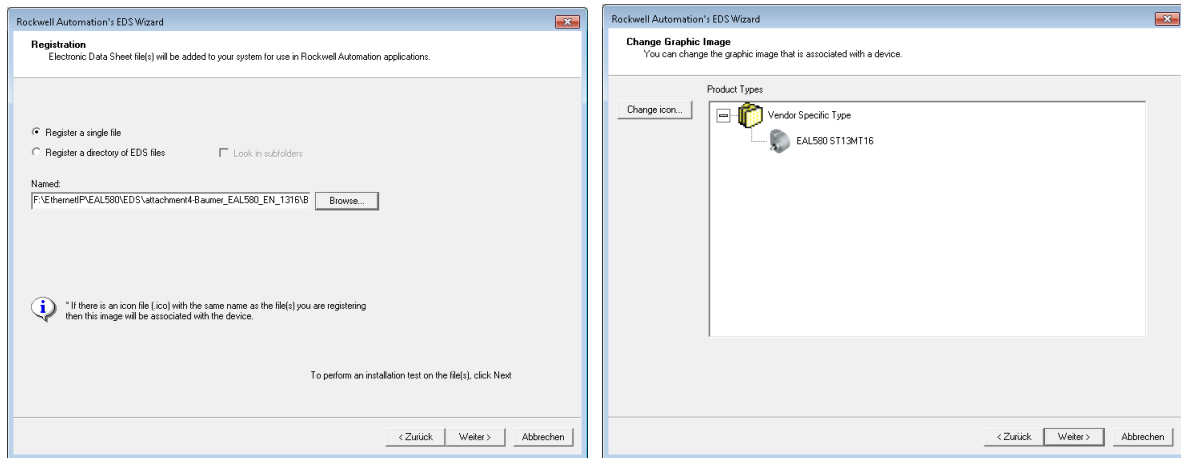 Rockwell Automation's EDS Wizard
Registration
Electronic Data Sheet file(s) will be added to your system for use in Rockwell Automation applications.
Register a single file
Register a directory of EDS files
Look in subfolders
Named:
F:\EthernetIP\EAL580\EDS\attachment4-Baumer_EAL580_EN_1316\B
Browse...
* If there is an icon file (.ico) with the same name as the file(s) you are registering
then this image will be associated with the device.
To perform an installation test on the file(s), click Next
< Zurück
Weiter >
Abbrechen
Rockwell Automation's EDS Wizard
Change Graphic Image
You can change the graphic image that is associated with a device.
Product Types
Change icon...
Vendor Specific Type
EAL580 ST13MT16
< Zurück
Weiter >
Abbrechen